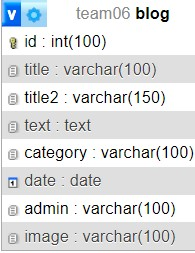 v team06 blog
id : int(100)
title : varchar(100)
title2 : varchar(150)
text : text
category : varchar(100)
date : date
admin : varchar(100)
image : varchar(100)